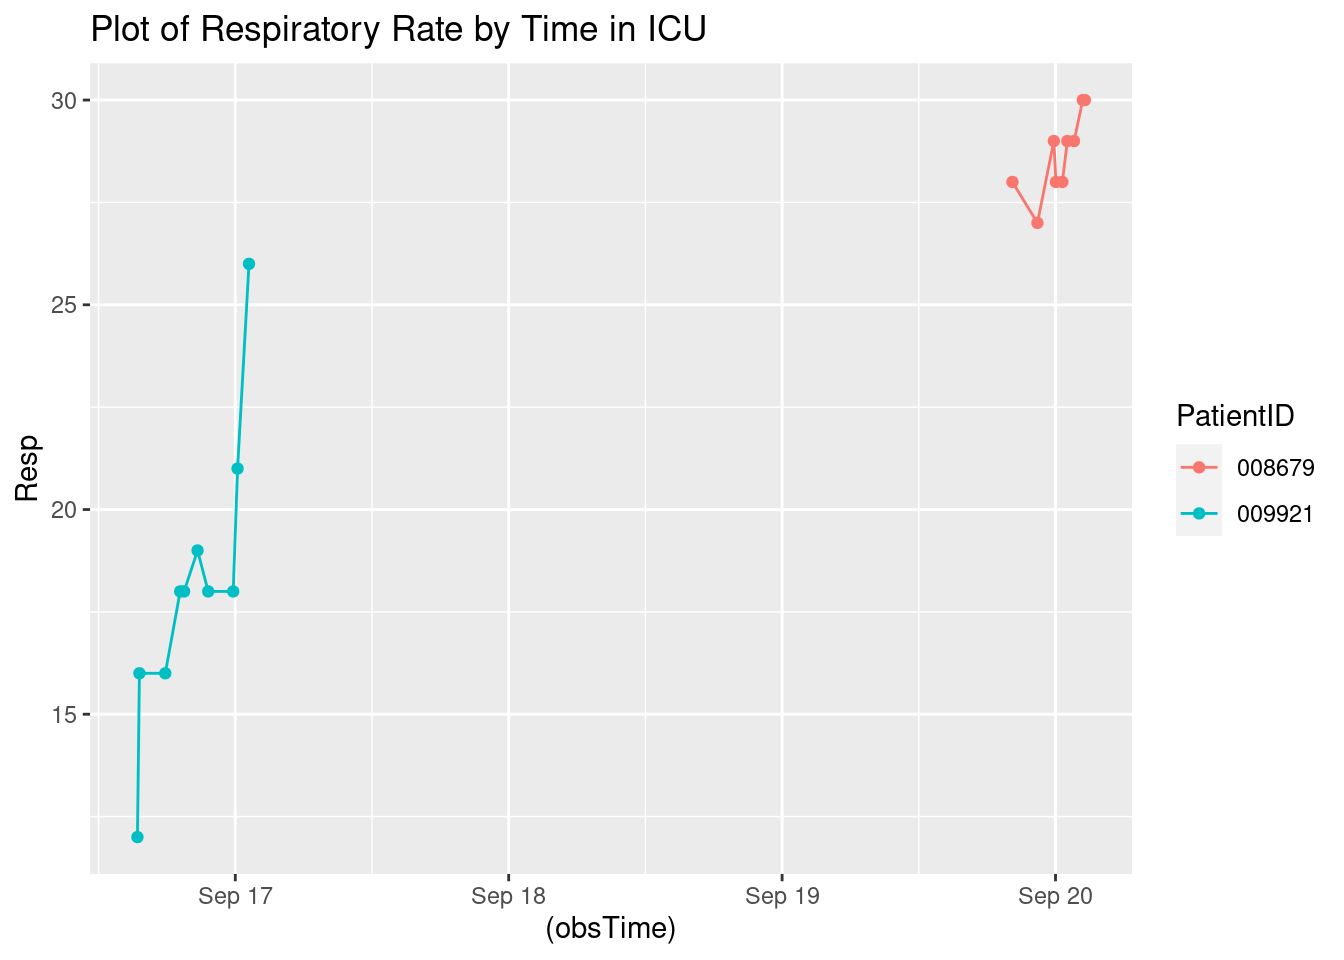 Plot of Respiratory Rate by Time in ICU
30
25
20
15
Resp
Sep 17
Sep 18
Sep 19
Sep 20
(obsTime)
PatientID
008679
009921